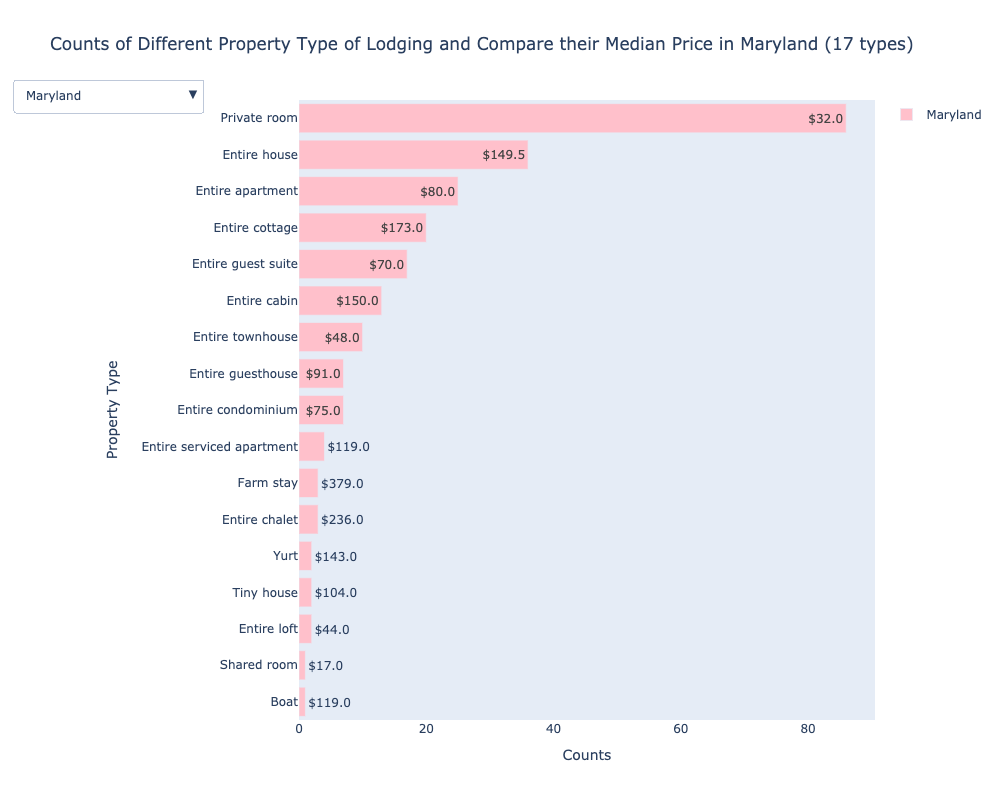 Counts of Different Property Type of Lodging and Compare their Median Price in Maryland (17 types)
Maryland ▼
Maryland
Property Type
Private room $32.0
Entire house $149.5
Entire apartment $80.0
Entire cottage $173.0
Entire guest suite $70.0
Entire cabin $150.0
Entire townhouse $48.0
Entire guesthouse $91.0
Entire condominium $75.0
Entire serviced apartment $119.0
Farm stay $379.0
Entire chalet $236.0
Yurt $143.0
Tiny house $104.0
Entire loft $44.0
Shared room $17.0
Boat $119.0
0 20 40 60 80
Counts